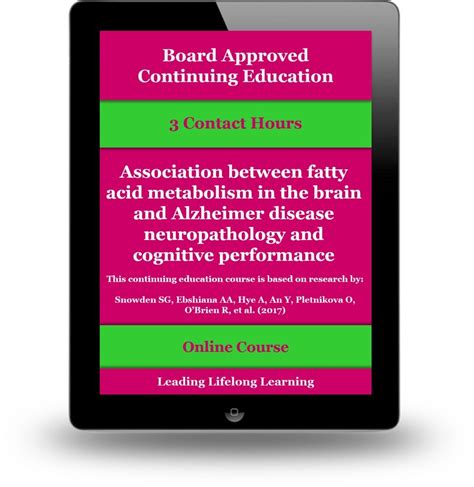 Board Approved
Continuing Education
3 Contact Hours
Association between fatty
acid metabolism in the brain
and Alzheimer disease
neuropathology and
cognitive performance
This continuing education course is based on research by:
Snowden SG, Ebshiana AA, Hye A, An Y, Pletnikova O,
O'Brien R, et al. (2017)
Online Course
Leading Lifelong Learning